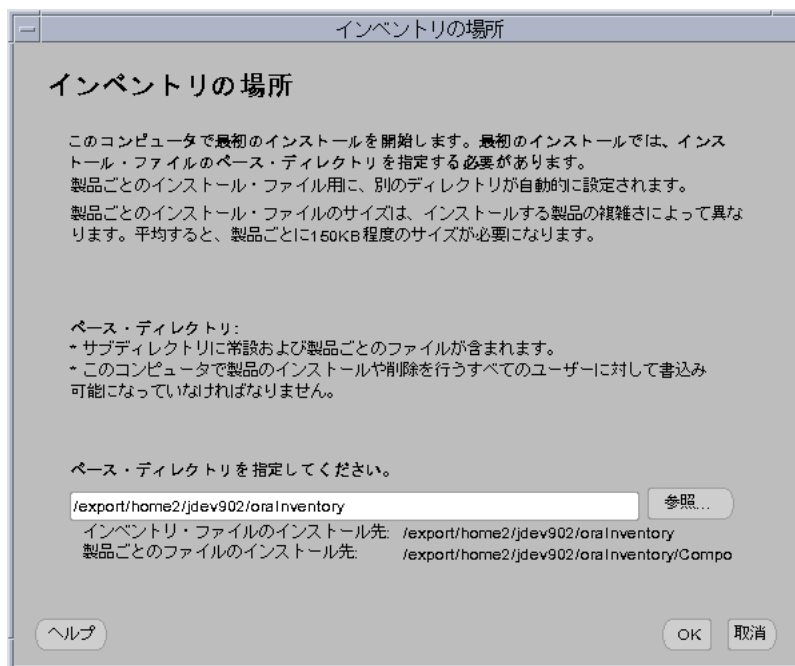 インベントリの場所
インベントリの場所
このコンピュータで最初のインストールを開始します。最初のインストールでは、インス
トール・ファイルのベース・ディレクトリを指定する必要があります。
製品ごとのインストール・ファイル用に、別のディレクトリが自動的に設定されます。
製品ごとのインストール・ファイルのサイズは、インストールする製品の複雑さによって異な
ります。平均すると、製品ごとに150KB程度のサイズが必要になります。
ベース・ディレクトリ:
* サブディレクトリに常設および製品ごとのファイルが含まれます。
* このコンピュータで製品のインストールや削除を行うすべてのユーザーに対して書込み
可能になっていなければなりません。
ベース・ディレクトリを指定してください。
/export/home2/jdev902/oraInventory
参照...
インベントリ・ファイルのインストール先: /export/home2/jdev902/oraInventory
製品ごとのファイルのインストール先: /export/home2/jdev902/oraInventory/Compo
ヘルプ
OK
取消